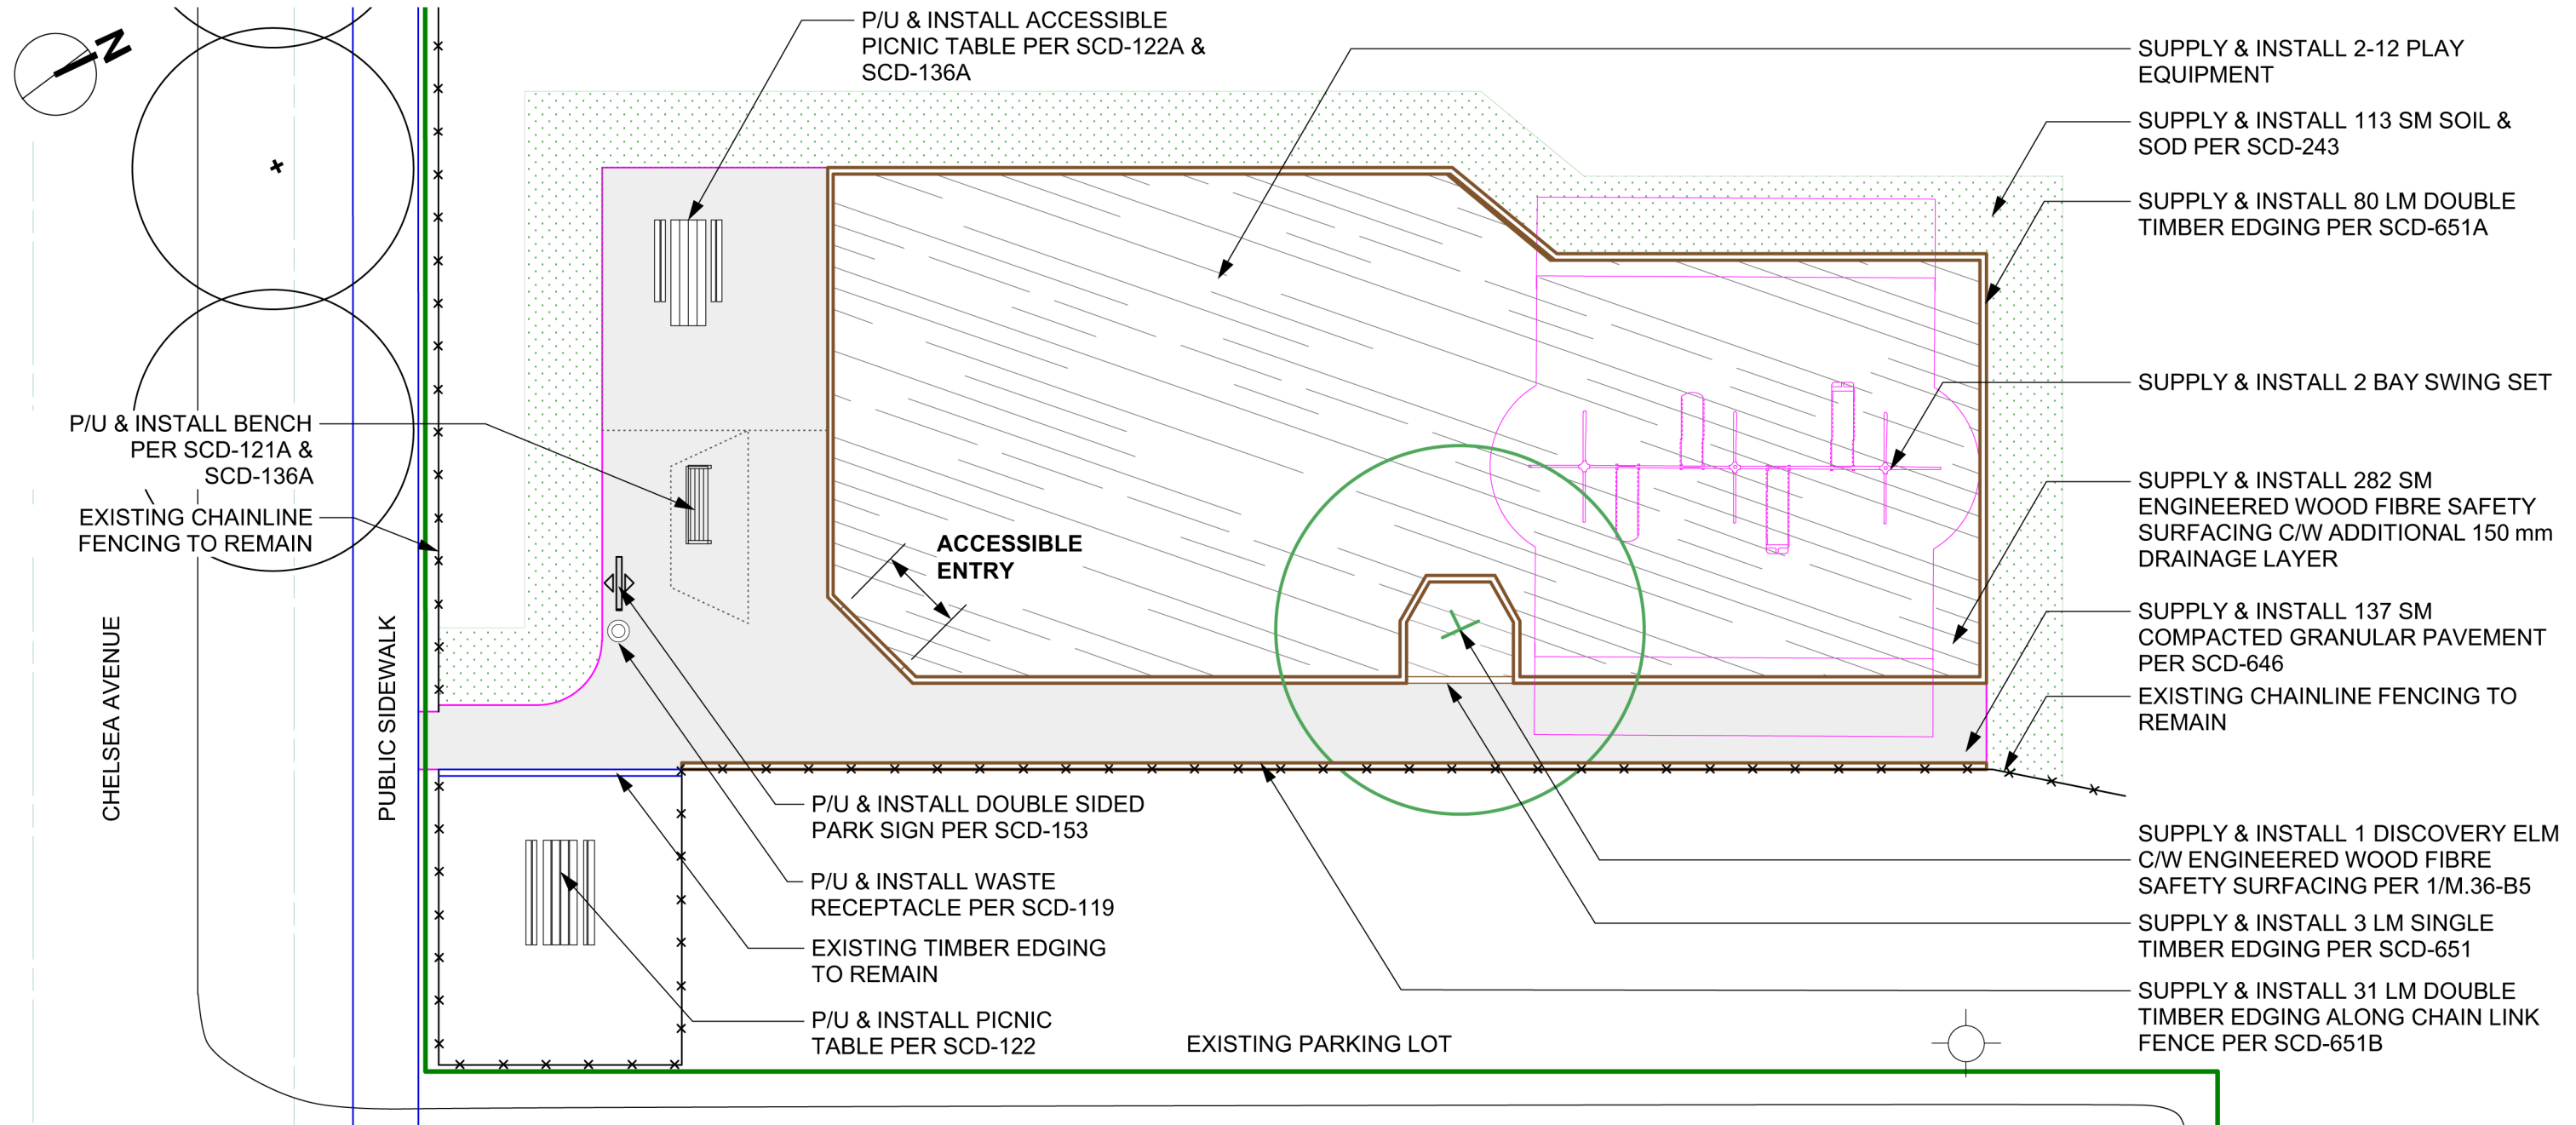 N
P/U & INSTALL ACCESSIBLE
PICNIC TABLE PER SCD-122A &
SCD-136A
SUPPLY & INSTALL 2-12 PLAY
EQUIPMENT
SUPPLY & INSTALL 113 SM SOIL &
SOD PER SCD-243
SUPPLY & INSTALL 80 LM DOUBLE
TIMBER EDGING PER SCD-651A
SUPPLY & INSTALL 2 BAY SWING SET
SUPPLY & INSTALL 282 SM
ENGINEERED WOOD FIBRE SAFETY
SURFACING C/W ADDITIONAL 150 mm
DRAINAGE LAYER
SUPPLY & INSTALL 137 SM
COMPACTED GRANULAR PAVEMENT
PER SCD-646
EXISTING CHAINLINE FENCING TO
REMAIN
SUPPLY & INSTALL 1 DISCOVERY ELM
C/W ENGINEERED WOOD FIBRE
SAFETY SURFACING PER 1/M.36-B5
SUPPLY & INSTALL 3 LM SINGLE
TIMBER EDGING PER SCD-651
SUPPLY & INSTALL 31 LM DOUBLE
TIMBER EDGING ALONG CHAIN LINK
FENCE PER SCD-651B
P/U & INSTALL BENCH
PER SCD-121A &
SCD-136A
EXISTING CHAINLINE
FENCING TO REMAIN
ACCESSIBLE
ENTRY
CHELSEA AVENUE
PUBLIC SIDEWALK
P/U & INSTALL DOUBLE SIDED
PARK SIGN PER SCD-153
P/U & INSTALL WASTE
RECEPTACLE PER SCD-119
EXISTING TIMBER EDGING
TO REMAIN
P/U & INSTALL PICNIC
TABLE PER SCD-122
EXISTING PARKING LOT